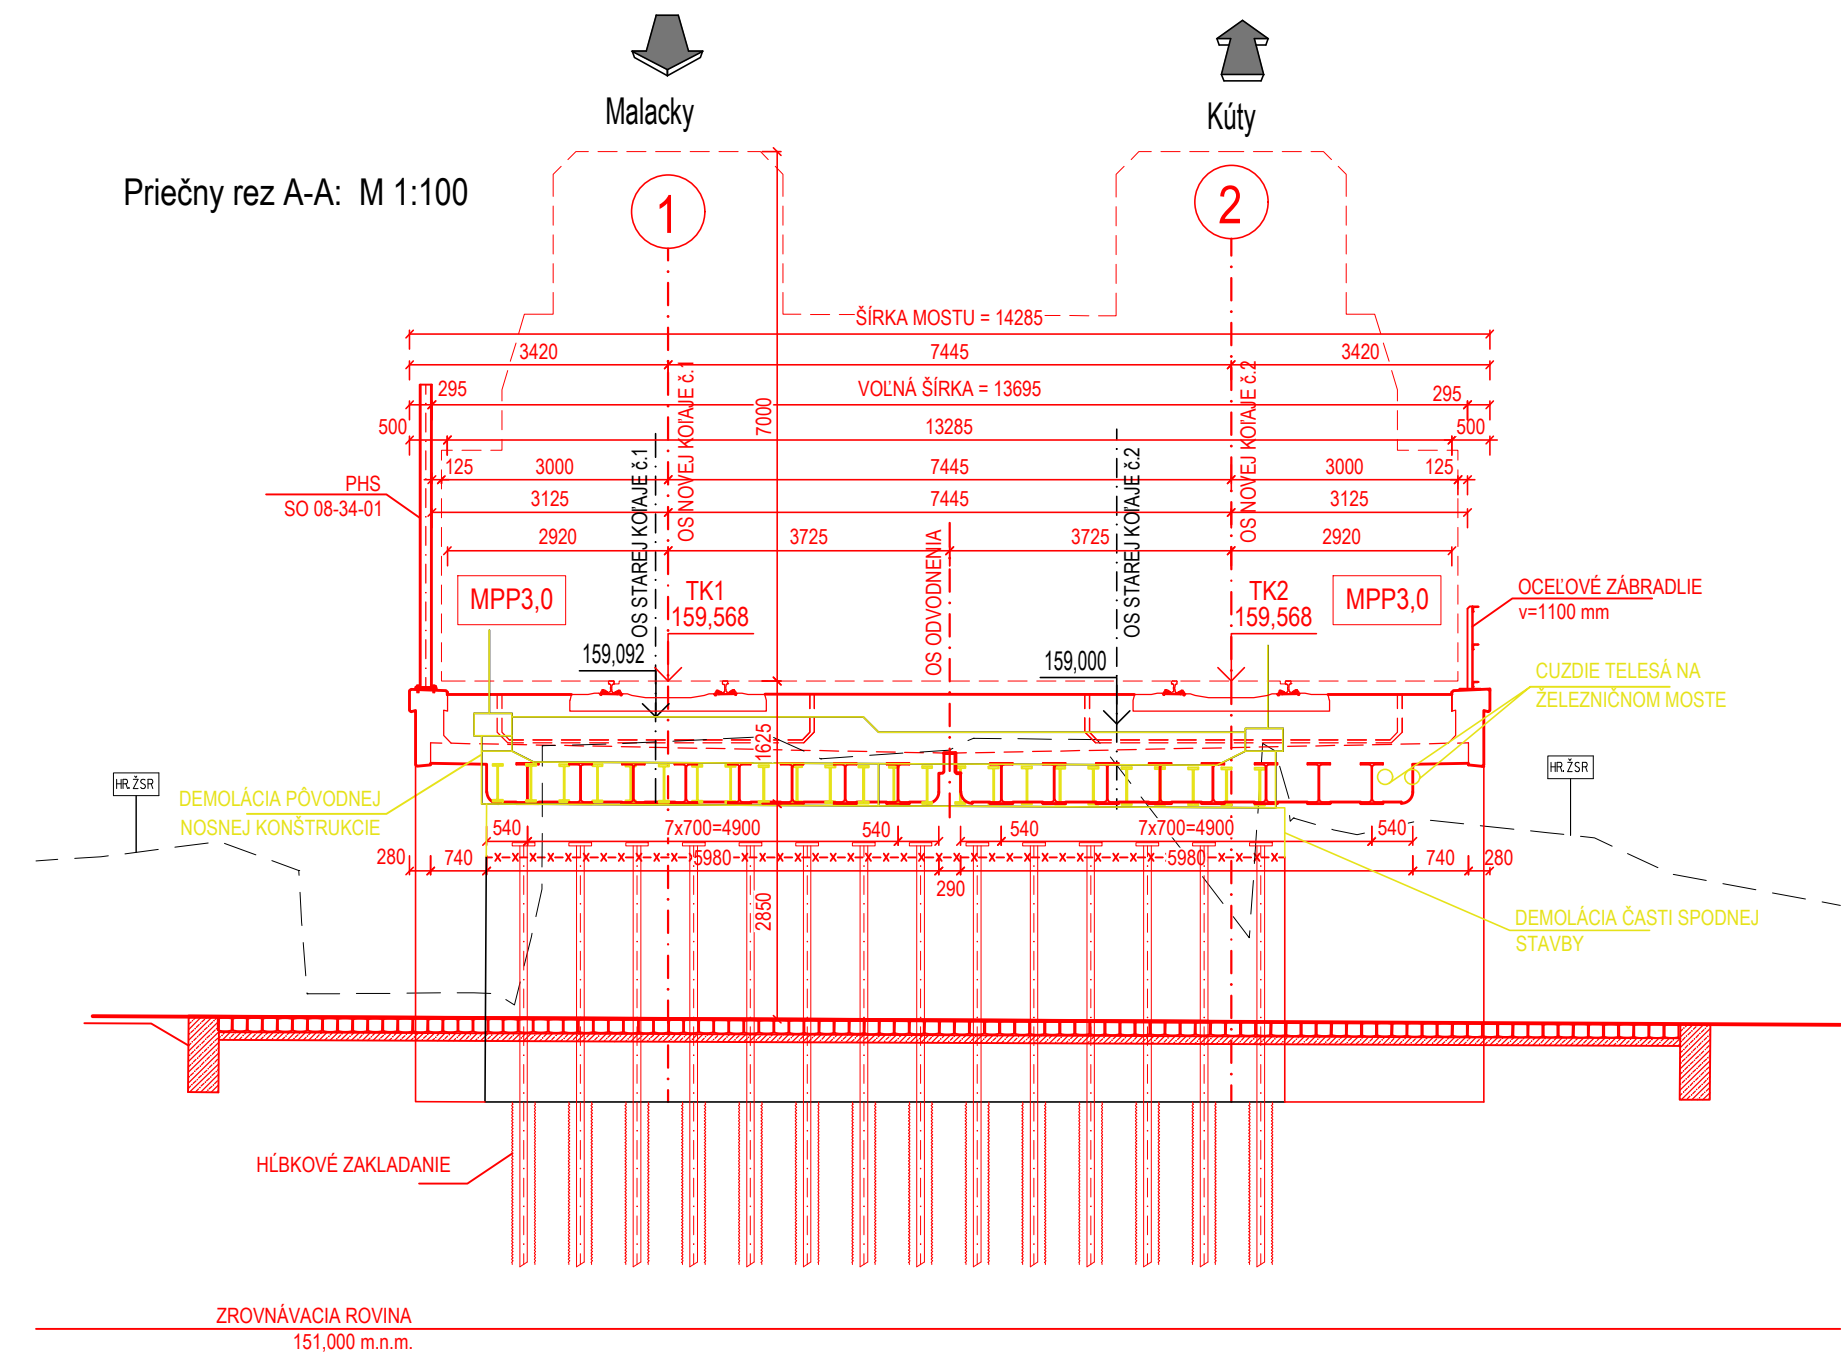 Malacky
Kúty
Priečny rez A-A:  M 1:100
1
2
ŠÍRKA MOSTU = 14285
3420
7445
3420
295
VOĽNÁ ŠÍRKA = 13695
295
500
13285
500
7000
125
3000
7445
3000
125
3125
7445
3125
2920
3725
3725
2920
PHS
SO 08-34-01
OS STAREJ KOĽAJE č.1
OS NOVEJ KOĽAJE č.1
OS ODVODNENIA
OS STAREJ KOĽAJE č.2
OS NOVEJ KOĽAJE č.2
MPP3,0
TK1
159,568
TK2
159,568
MPP3,0
OCEĽOVÉ ZÁBRADLIE
v=1100 mm
159,092
159,000
CUZDIE TELESÁ NA
ŽELEZNIČNOM MOSTE
1625
HR.ŽSR
HR.ŽSR
DEMOLÁCIA PÔVODNEJ
NOSNEJ KONŠTRUKCIE
540
7x700=4900
540
540
7x700=4900
540
280
740
5980
5980
740
280
290
2850
DEMOLÁCIA ČASTI SPODNEJ
STAVBY
HĹBKOVÉ ZAKLADANIE
ZROVNÁVACIA ROVINA
151,000 m.n.m.